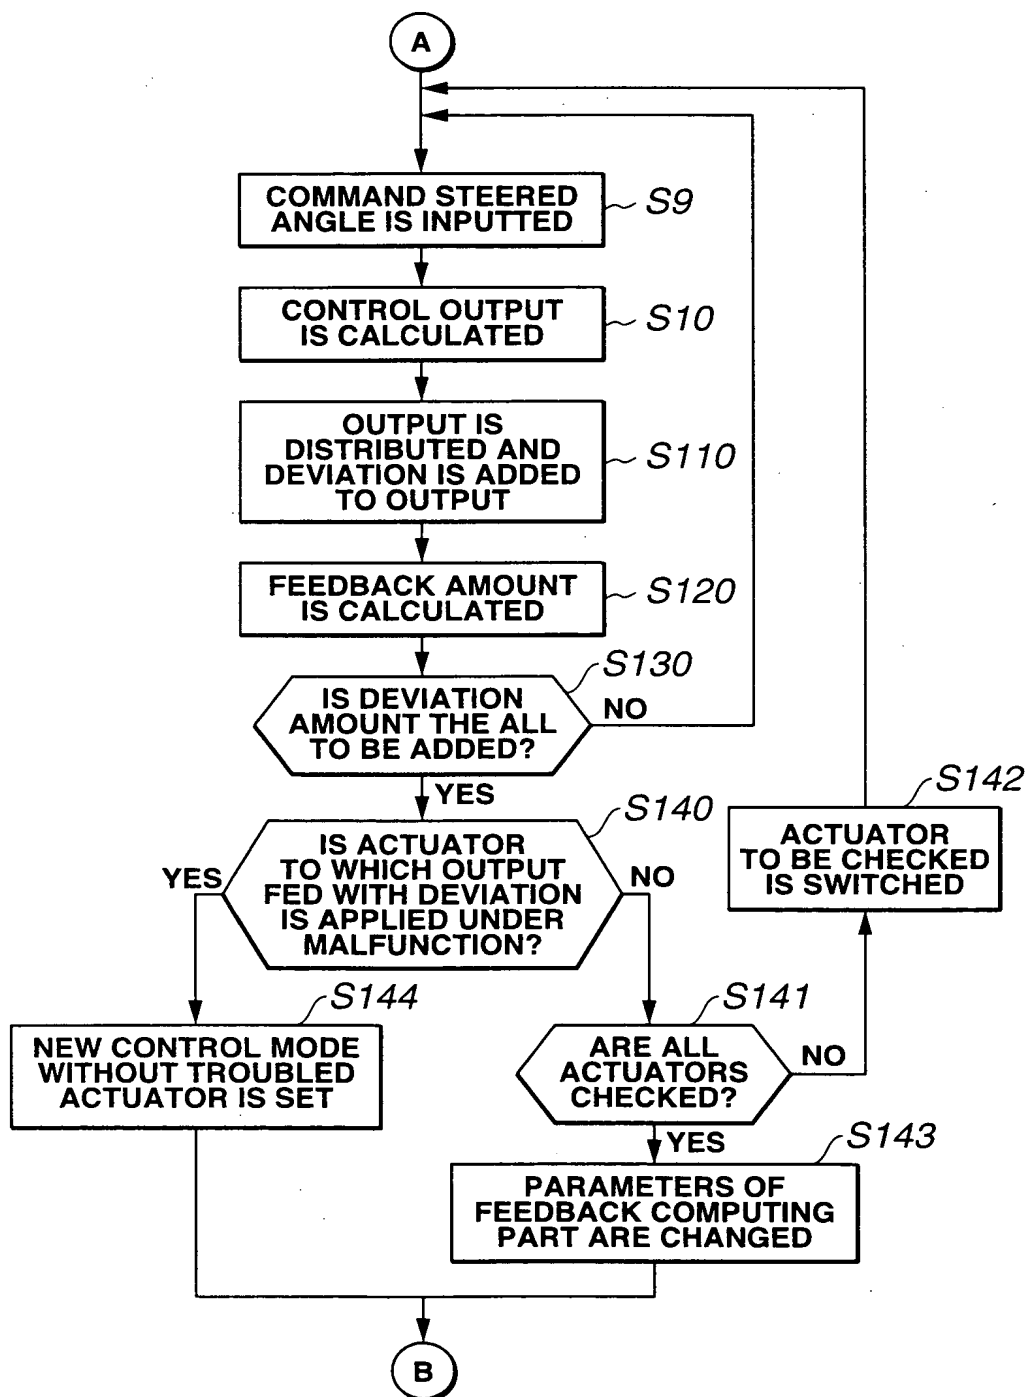 A
COMMAND STEERED
ANGLE IS INPUTTED
S9
CONTROL OUTPUT
IS CALCULATED
S10
OUTPUT IS
DISTRIBUTED AND
DEVIATION IS ADDED
TO OUTPUT
S110
FEEDBACK AMOUNT
IS CALCULATED
S120
S130
IS DEVIATION
AMOUNT THE ALL
TO BE ADDED?
NO
YES
S140
IS ACTUATOR
TO WHICH OUTPUT
FED WITH DEVIATION
IS APPLIED UNDER
MALFUNCTION?
YES
NO
S142
ACTUATOR
TO BE CHECKED
IS SWITCHED
S144
NEW CONTROL MODE
WITHOUT TROUBLED
ACTUATOR IS SET
S141
ARE ALL
ACTUATORS
CHECKED?
NO
YES
S143
PARAMETERS OF
FEEDBACK COMPUTING
PART ARE CHANGED
B